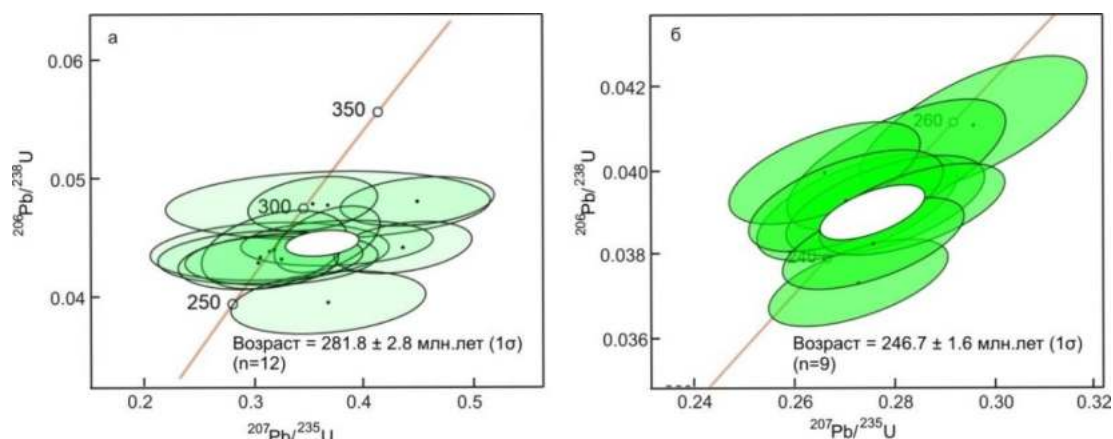 а
0.06
0.05
0.04
²⁰⁶Pb/²³⁸U
350
300
250
Возраст = 281.8 ± 2.8 млн.лет (1σ)
(n=12)
0.2
0.3
0.4
0.5
²⁰⁷Pb/²³⁵U
б
0.042
0.040
0.038
0.036
²⁰⁶Pb/²³⁸U
260
240
Возраст = 246.7 ± 1.6 млн.лет (1σ)
(n=9)
0.24
0.26
0.28
0.30
0.32
²⁰⁷Pb/²³⁵U